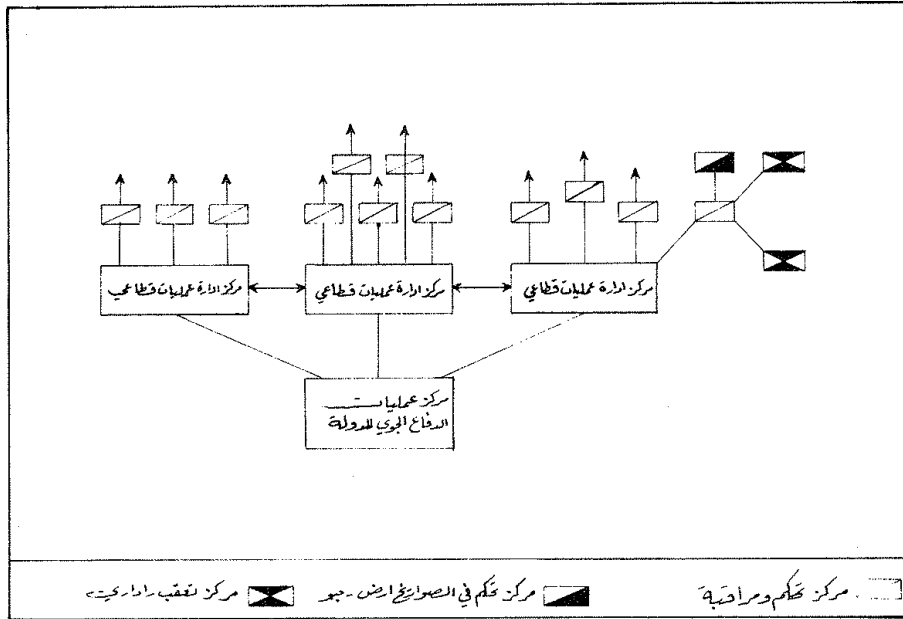 مركز ادارة عمليات قطاعي
مركز ادارة عمليات قطاعي
مركز ادارة عمليات قطاعي
مركز عمليات
الدفاع الجوي للدولة
مركز تحكم ومراقبة
مركز تحكم في الصواريخ ارض - جو
مركز تعقب راداري